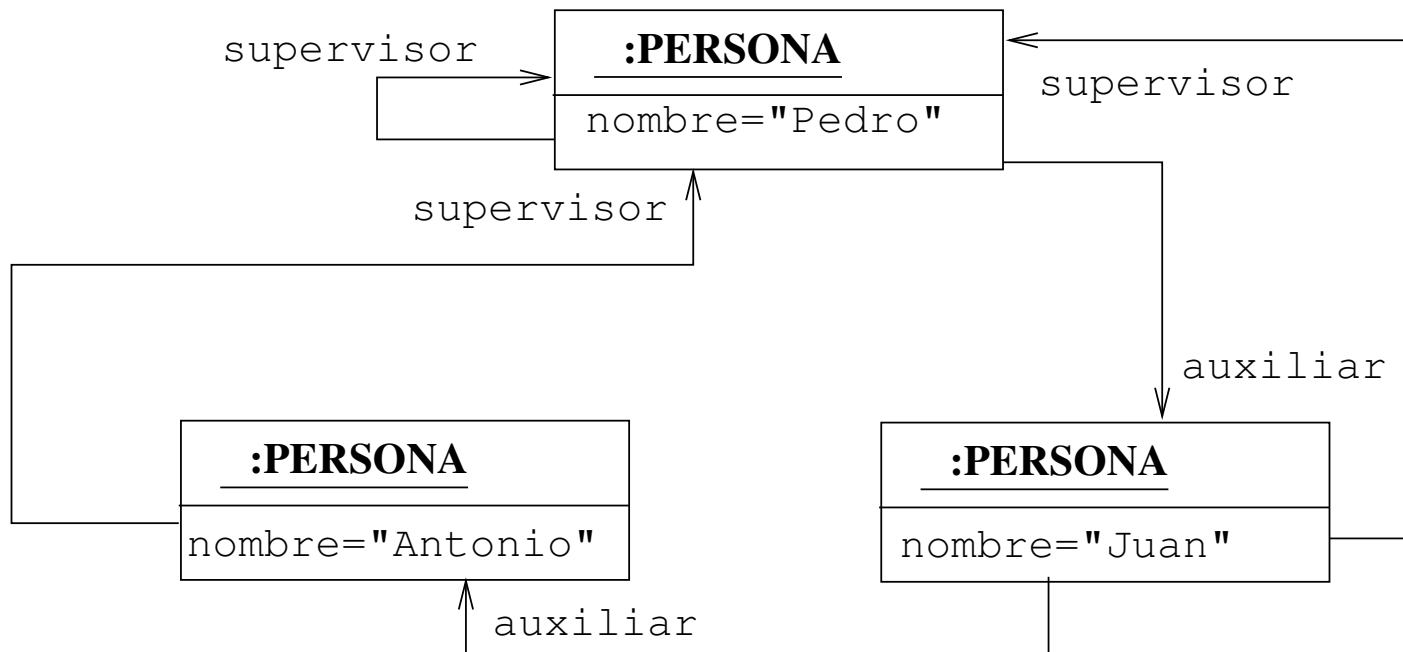 :PERSONA
supervisor
nombre="Pedro"
supervisor
supervisor
auxiliar
:PERSONA
nombre="Antonio"
:PERSONA
nombre="Juan"
auxiliar